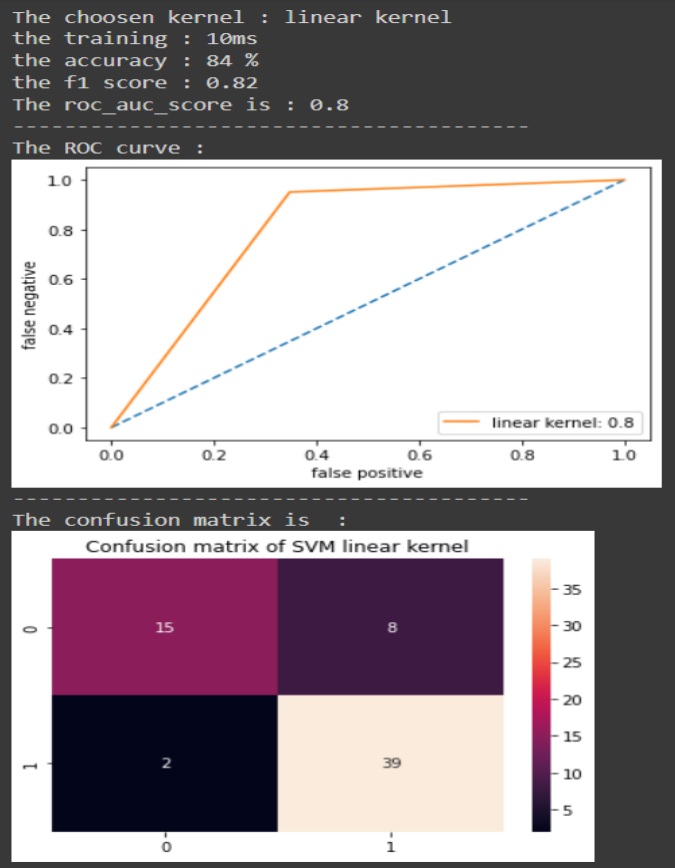 The choosen kernel : linear kernel
the training : 10ms
the accuracy : 84 %
the f1 score : 0.82
The roc_auc_score is : 0.8
----------------------------------------
The ROC curve :
1.0
0.8
0.6
0.4
0.2
0.0
false negative
linear kernel: 0.8
0.0 0.2 0.4 0.6 0.8 1.0
false positive
----------------------------------------
The confusion matrix is  :
Confusion matrix of SVM linear kernel
0
15 8
1
2 39
0 1
35
30
25
20
15
10
5